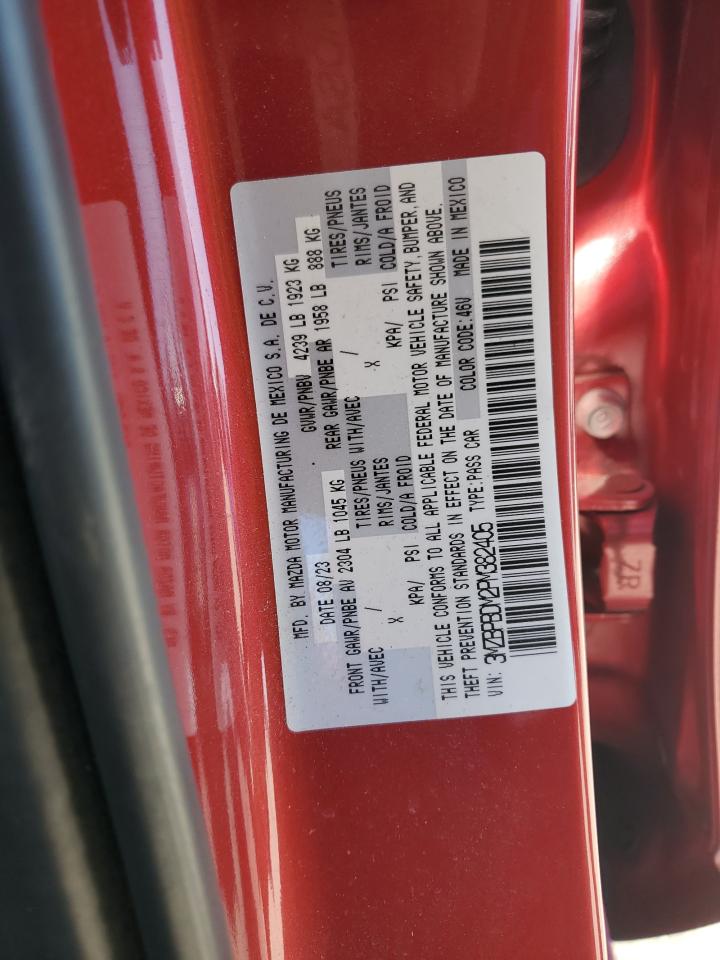 MFD. BY MAZDA MOTOR MANUFACTURING DE MEXICO S.A. DE C.V.
DATE 08/23 GVWR/PNBV 4239 LB 1923 KG
FRONT GAWR/PNBE AV 2304 LB 1045 KG REAR GAWR/PNBE AR 1958 LB 888 KG
WITH/AVEC / TIRES/PNEUS WITH/AVEC / TIRES/PNEUS
X RIMS/JANTES -X RIMS/JANTES
KPA/ PSI COLD/A FROID KPA/ PSI COLD/A FROID
THIS VEHICLE CONFORMS TO ALL APPLICABLE FEDERAL MOTOR VEHICLE SAFETY, BUMPER, AND
THEFT PREVENTION STANDARDS IN EFFECT ON THE DATE OF MANUFACTURE SHOWN ABOVE.
VIN: 3MZBPBDM2PM382405 TYPE:PASS CAR COLOR CODE:46V MADE IN MEXICO
ZR